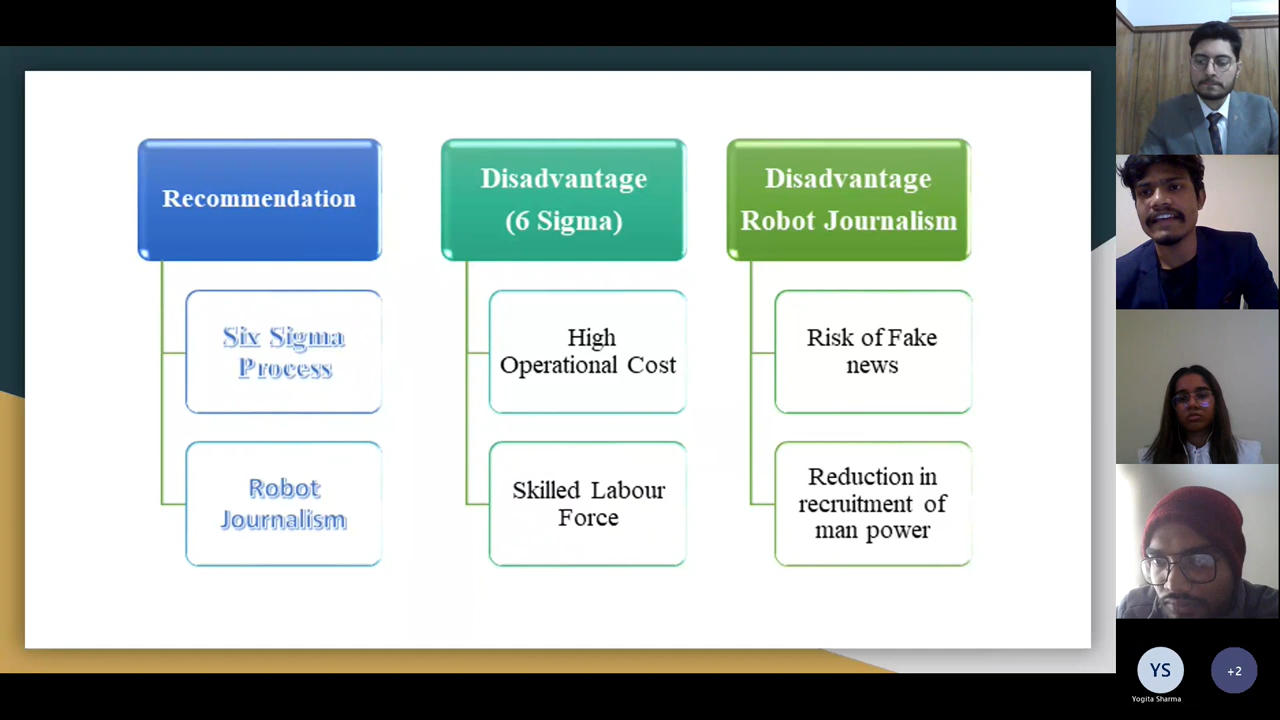 Recommendation
Six Sigma
Process
Robot
Journalism
Disadvantage
(6 Sigma)
High
Operational Cost
Skilled Labour
Force
Disadvantage
Robot Journalism
Risk of Fake
news
Reduction in
recruitment of
man power
YS
Yogita Sharma
+2